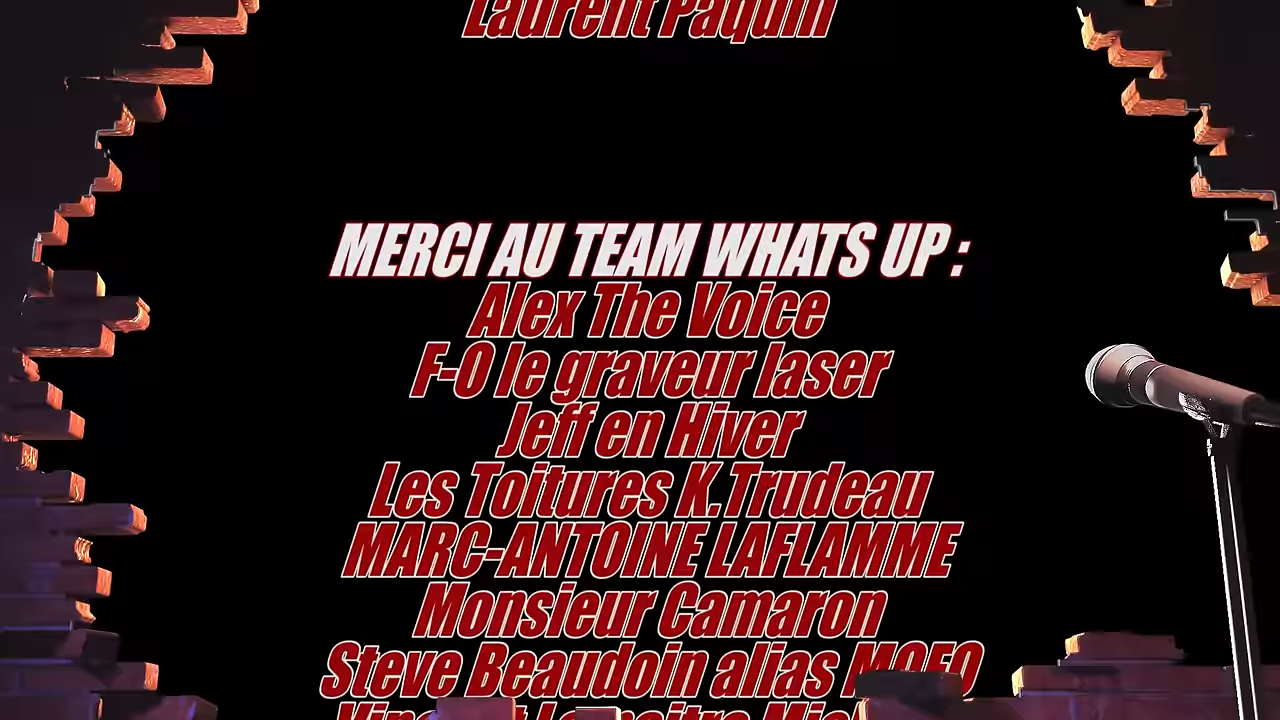 Laurent Paquin
MERCI AU TEAM WHATS UP :
Alex The Voice
F-O le graveur laser
Jeff en Hiver
Les Toitures K.Trudeau
MARC-ANTOINE LAFLAMME
Monsieur Camaron
Steve Beaudoin alias MOFO